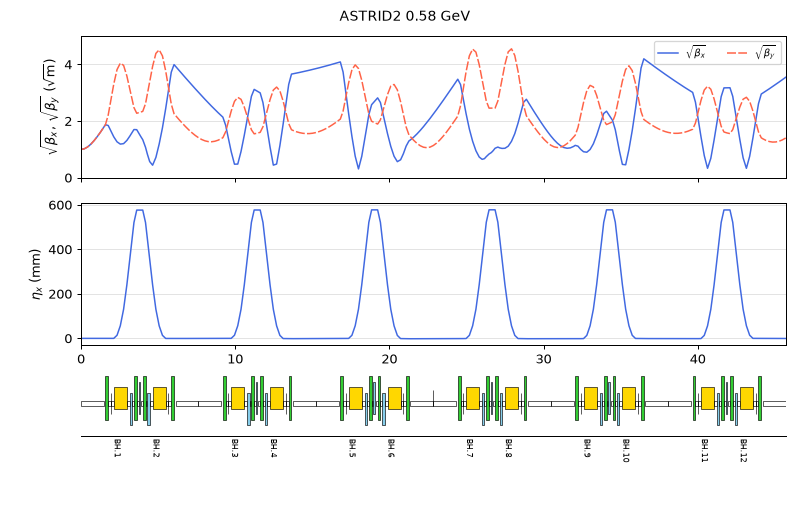 ASTRID2 0.58 GeV
√βx, √βy (√m)
√βx √βy
4
2
0
ηx (mm)
600
400
200
0
0 10 20 30 40
BH.1 BH.2 BH.3 BH.4 BH.5 BH.6 BH.7 BH.8 BH.9 BH.10 BH.11 BH.12